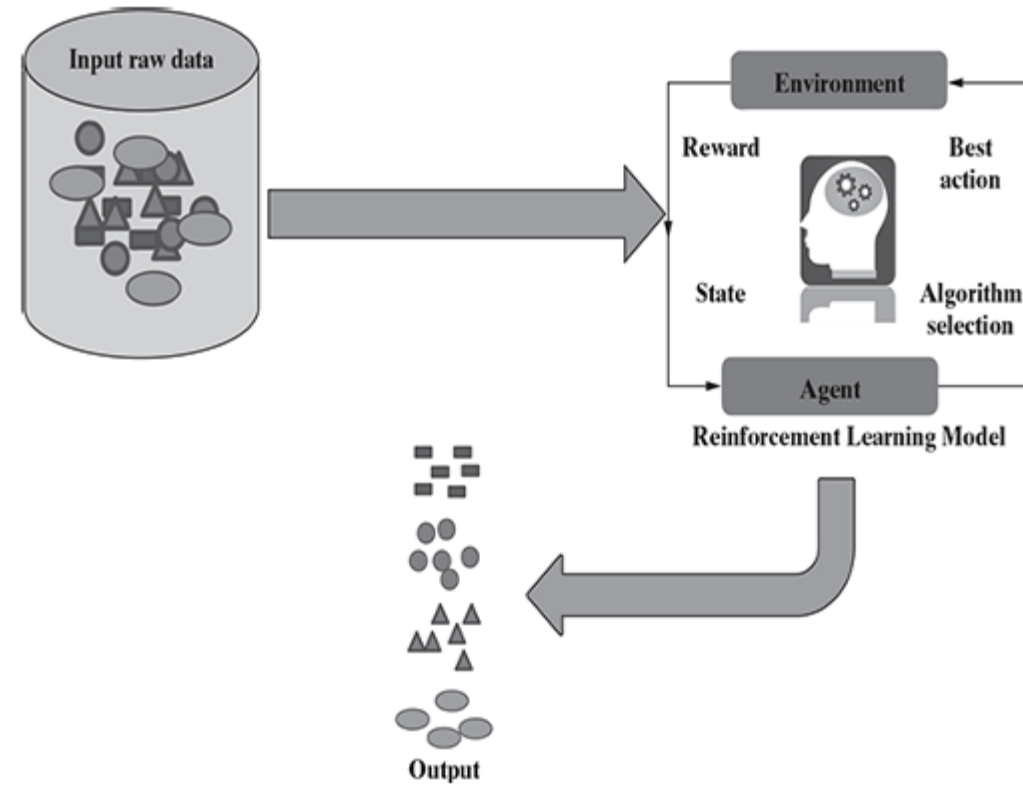 Input raw data
Environment
Reward
Best
action
State
Algorithm
selection
Agent
Reinforcement Learning Model
Output